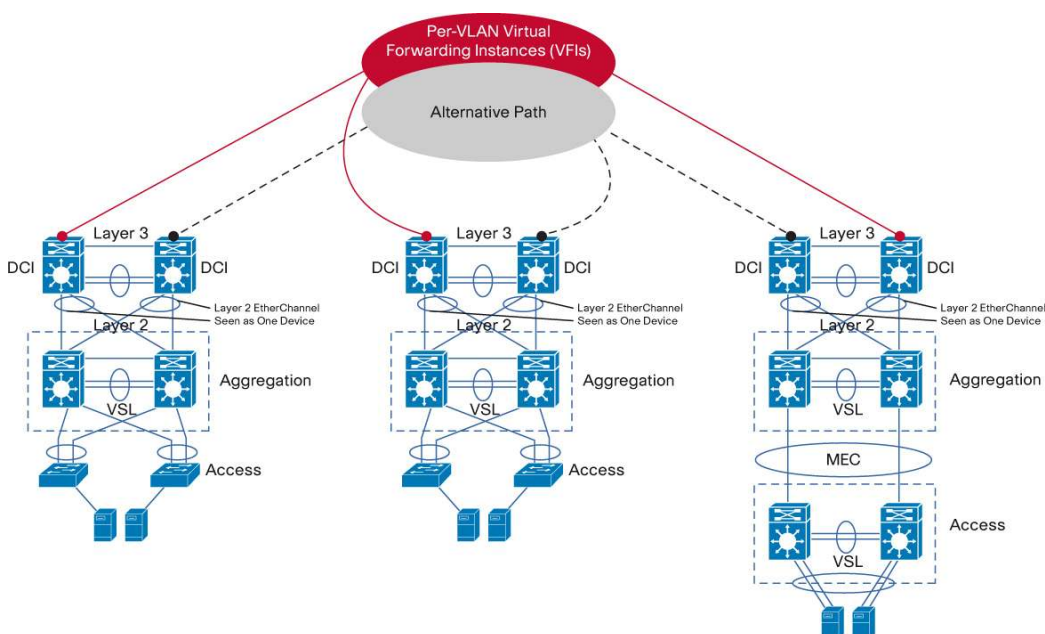 Per-VLAN Virtual
Forwarding Instances (VFIs)
Alternative Path
Layer 3
DCI
DCI
Layer 2 EtherChannel
Seen as One Device
Layer 2
Aggregation
VSL
Access
Layer 3
DCI
DCI
Layer 2 EtherChannel
Seen as One Device
Layer 2
Aggregation
VSL
Access
Layer 3
DCI
DCI
Layer 2 EtherChannel
Seen as One Device
Layer 2
Aggregation
VSL
MEC
Access
VSL